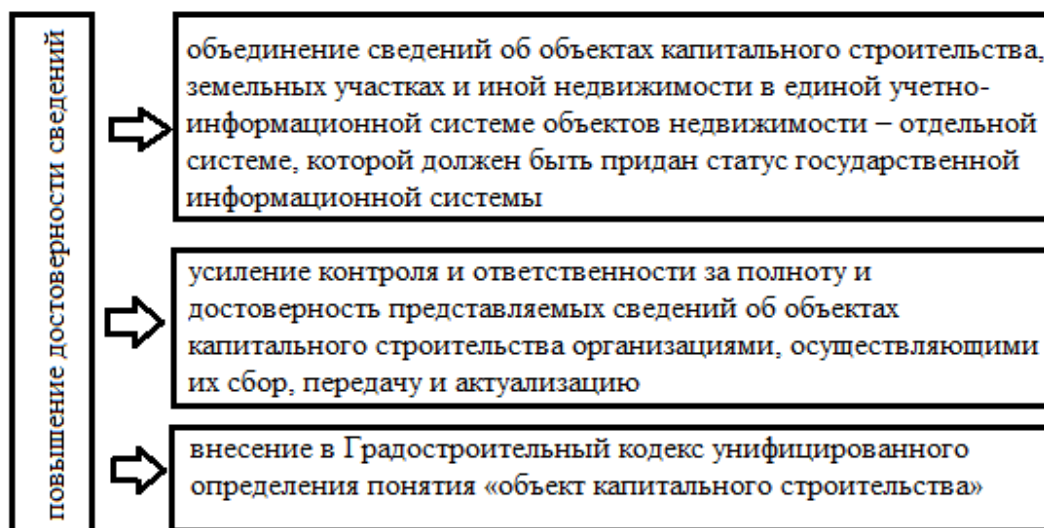 повышение достоверности сведений
объединение сведений об объектах капитального строительства,
земельных участках и иной недвижимости в единой учетно-
информационной системе объектов недвижимости – отдельной
системе, которой должен быть придан статус государственной
информационной системы
усиление контроля и ответственности за полноту и
достоверность представляемых сведений об объектах
капитального строительства организациями, осуществляющими
их сбор, передачу и актуализацию
внесение в Градостроительный кодекс унифицированного
определения понятия «объект капитального строительства»